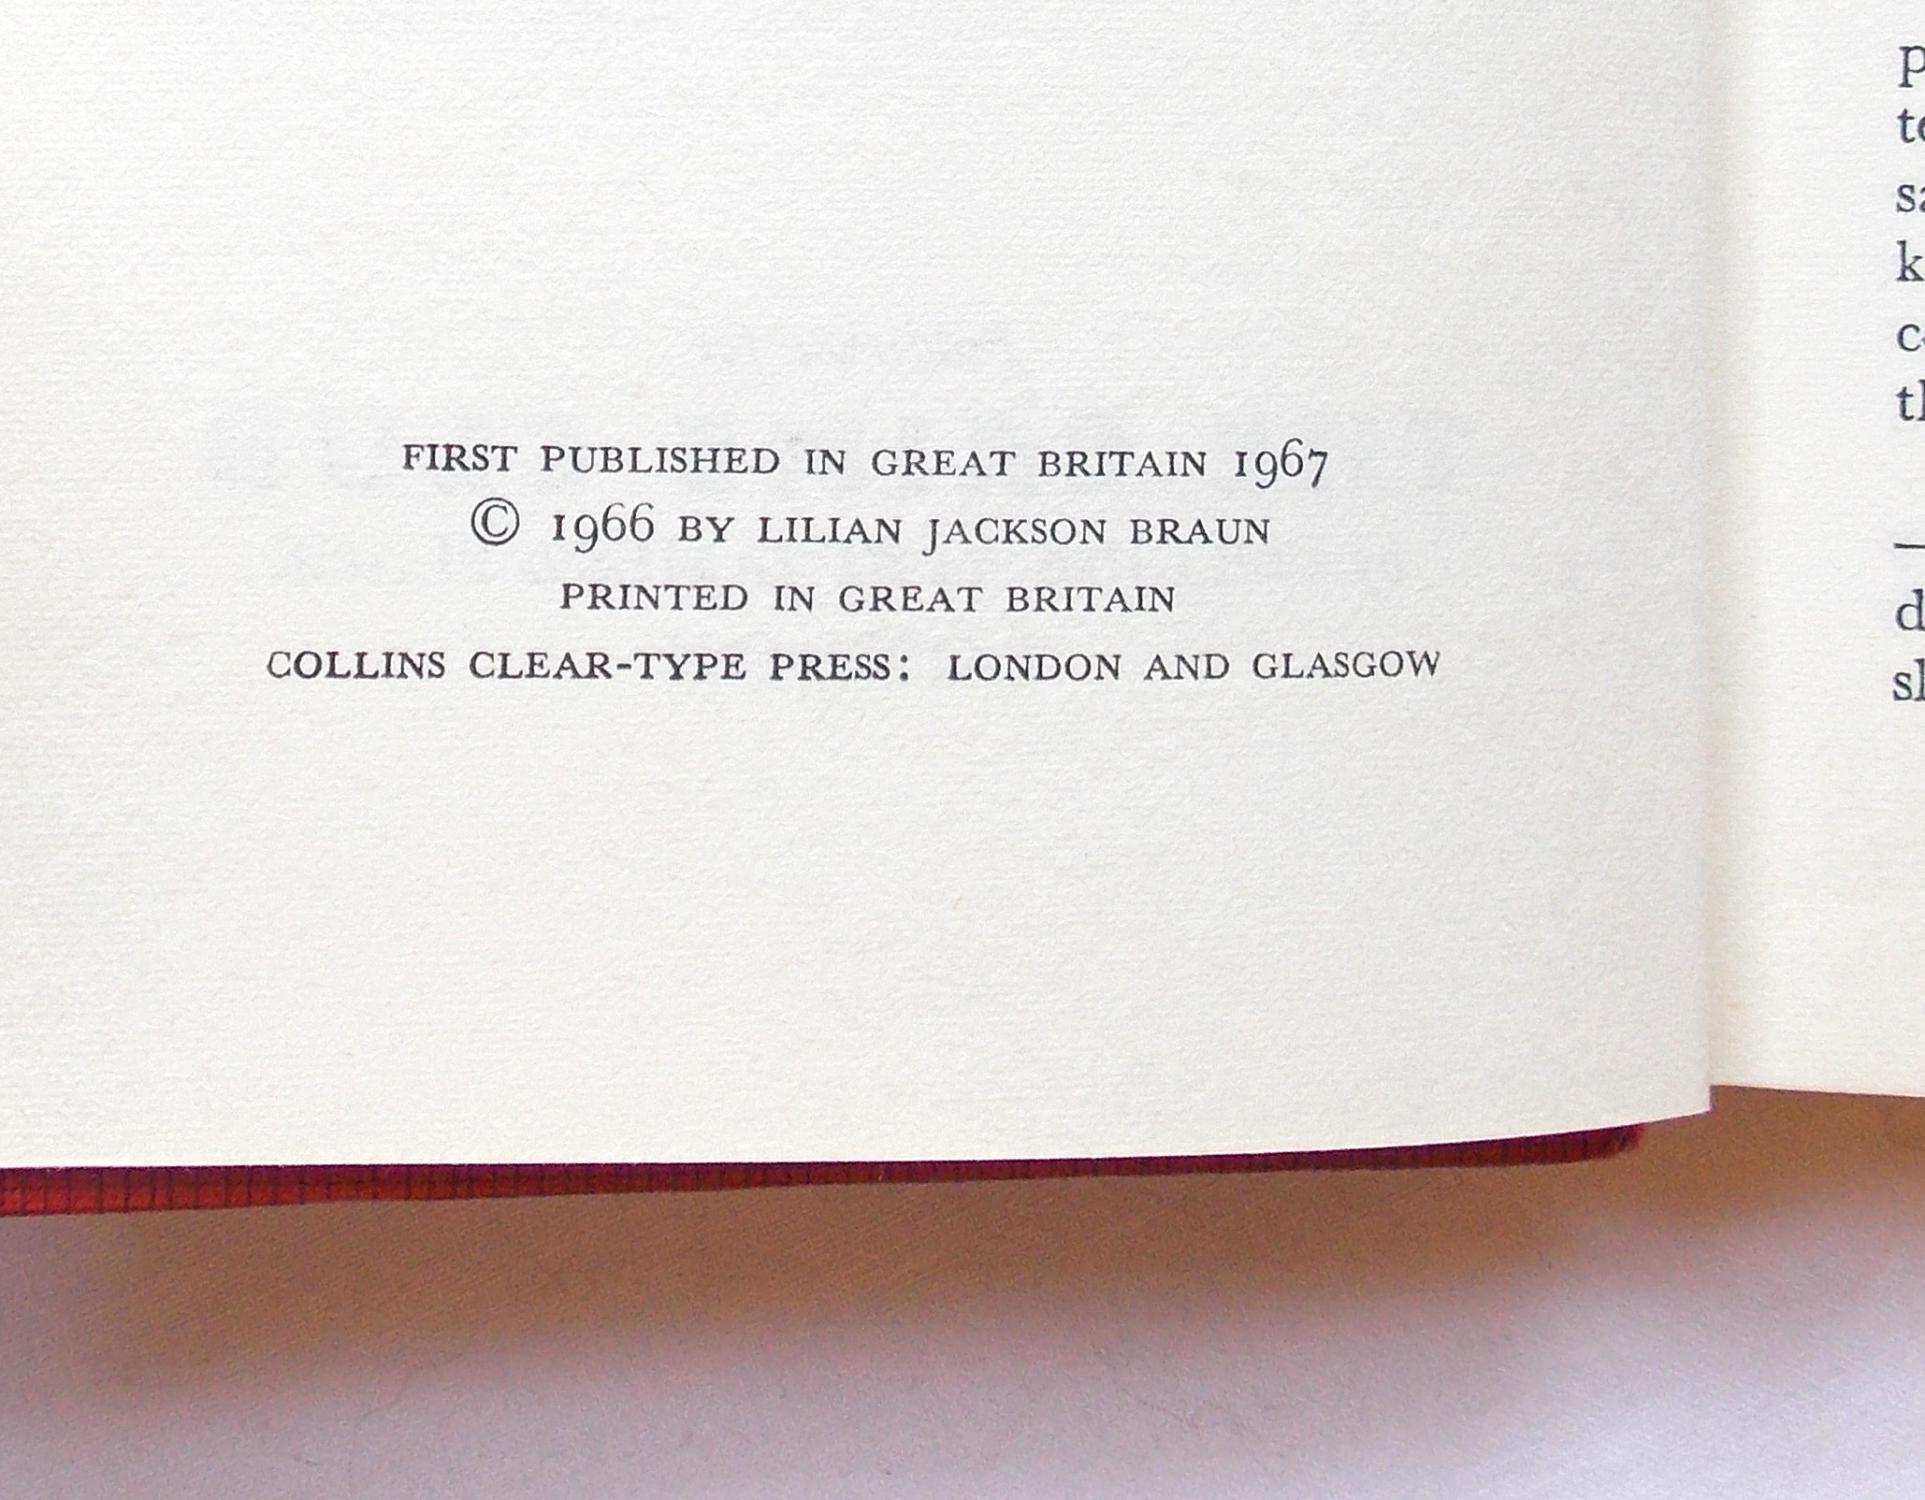 FIRST PUBLISHED IN GREAT BRITAIN 1967
© 1966 BY LILIAN JACKSON BRAUN
PRINTED IN GREAT BRITAIN
COLLINS CLEAR-TYPE PRESS: LONDON AND GLASGOW